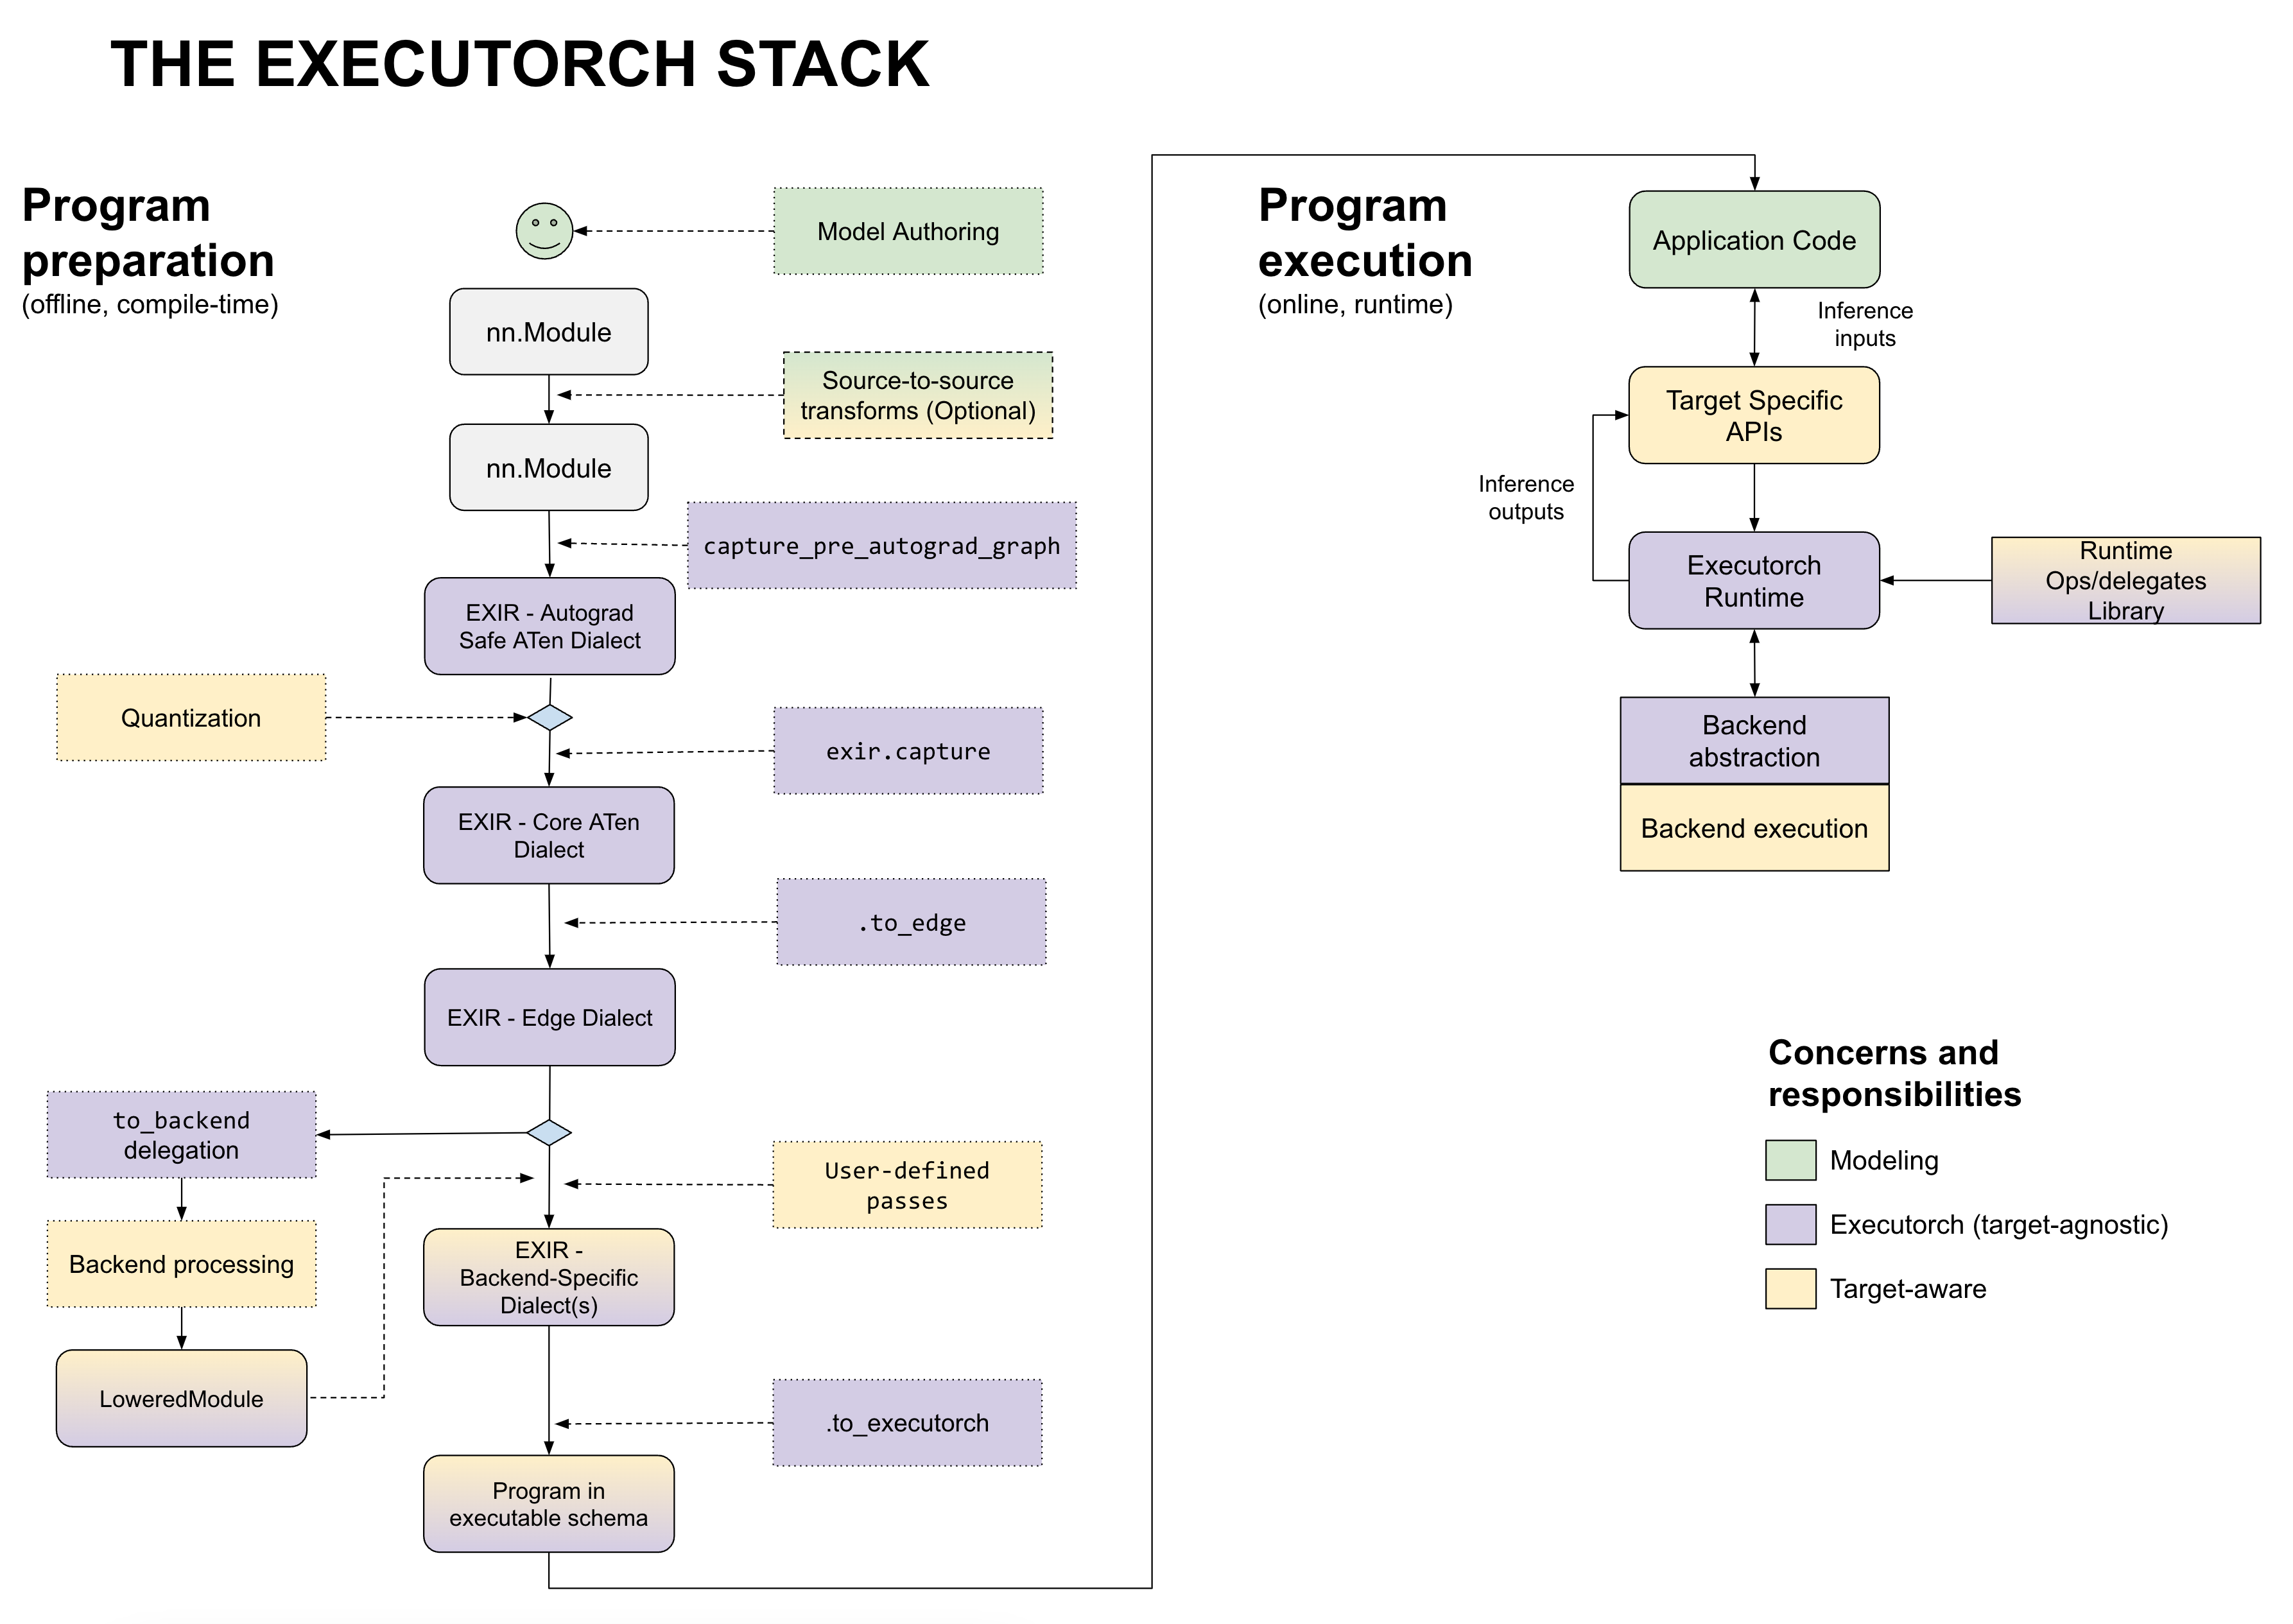 THE EXECUTORCH STACK
Program
preparation
(offline, compile-time)
Model Authoring
nn.Module
Source-to-source
transforms (Optional)
nn.Module
capture_pre_autograd_graph
EXIR - Autograd
Safe ATen Dialect
Quantization
exir.capture
EXIR - Core ATen
Dialect
.to_edge
EXIR - Edge Dialect
to_backend
delegation
User-defined
passes
Backend processing
EXIR -
Backend-Specific
Dialect(s)
LoweredModule
.to_executorch
Program in
executable schema
Program
execution
(online, runtime)
Application Code
Inference
inputs
Target Specific
APIs
Inference
outputs
Executorch
Runtime
Runtime
Ops/delegates
Library
Backend
abstraction
Backend execution
Concerns and
responsibilities
Modeling
Executorch (target-agnostic)
Target-aware